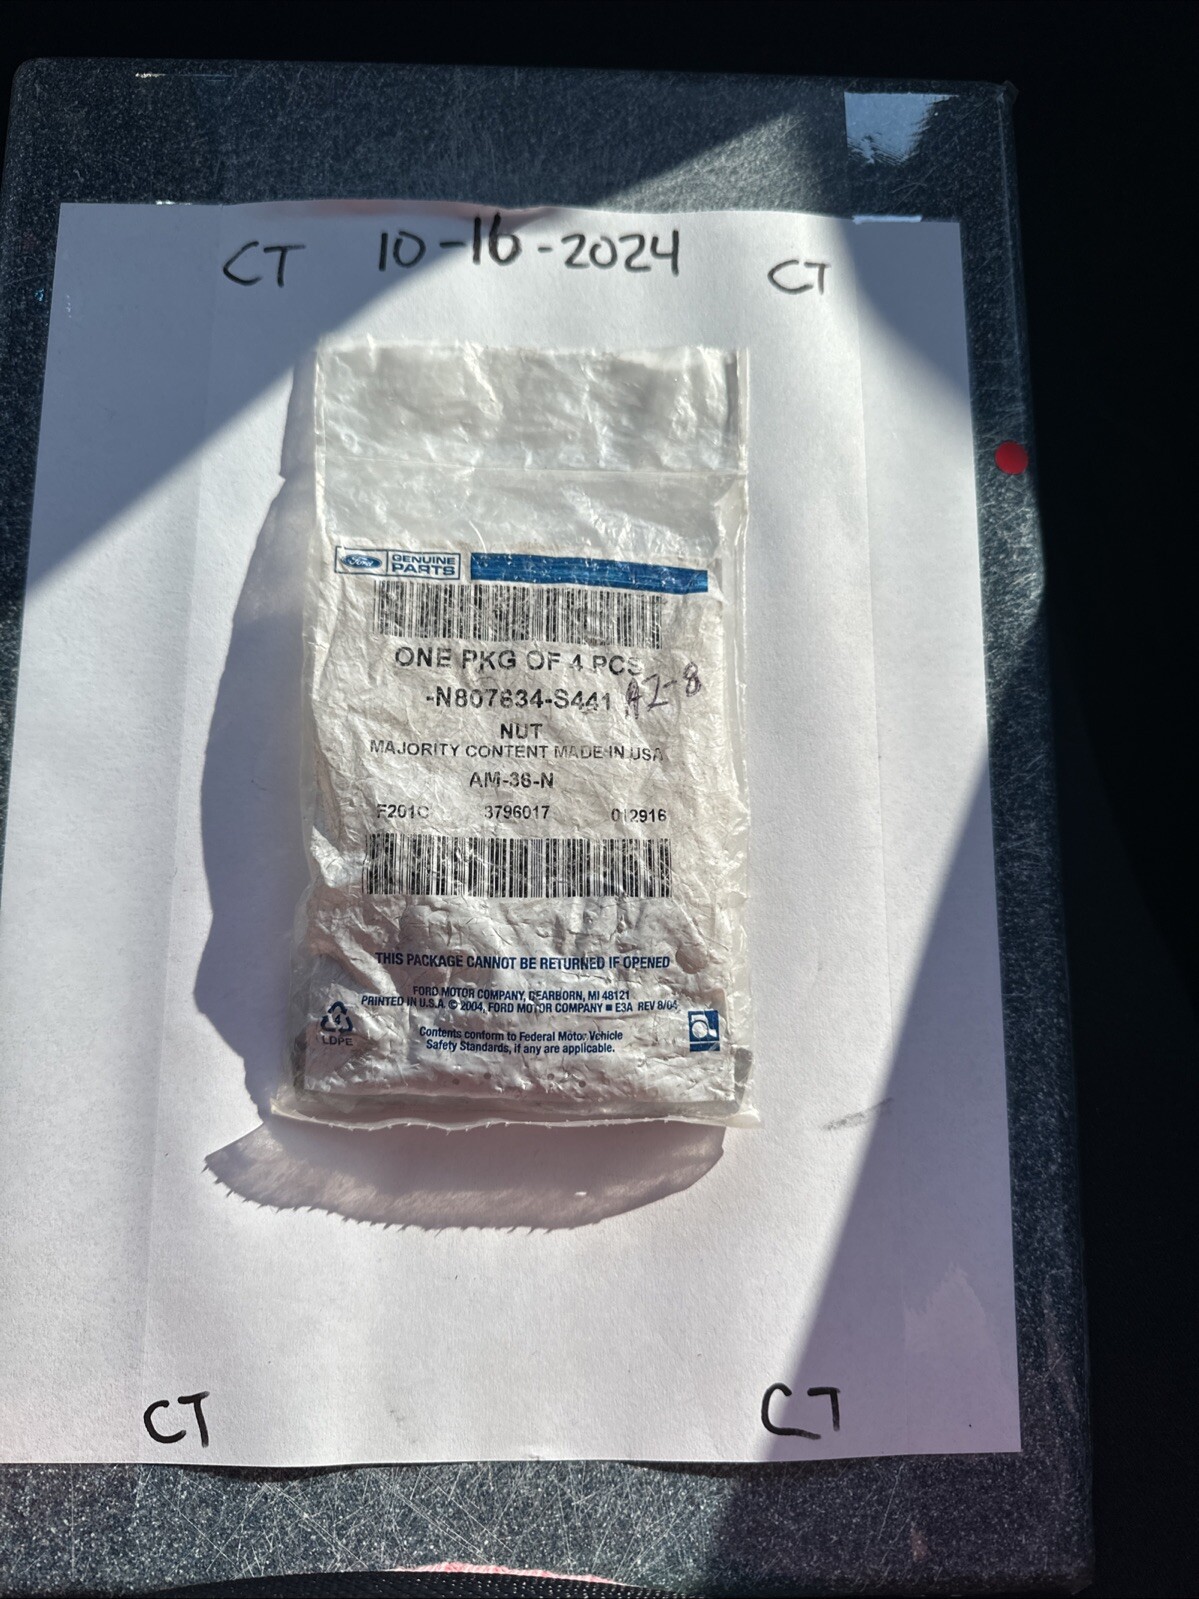 CT 10-16-2024 CT
Ford GENUINE PARTS
ONE PKG OF 4 PCS
-N807834-S441 A2-8
NUT
MAJORITY CONTENT MADE IN USA
AM-36-N
F201C 3796017 012916
THIS PACKAGE CANNOT BE RETURNED IF OPENED
FORD MOTOR COMPANY, DEARBORN, MI 48121
PRINTED IN U.S.A. © 2004, FORD MOTOR COMPANY ■ E3A REV 8/04
Contents conform to Federal Motor Vehicle
Safety Standards, if any are applicable.
4
LDPE
CT CT